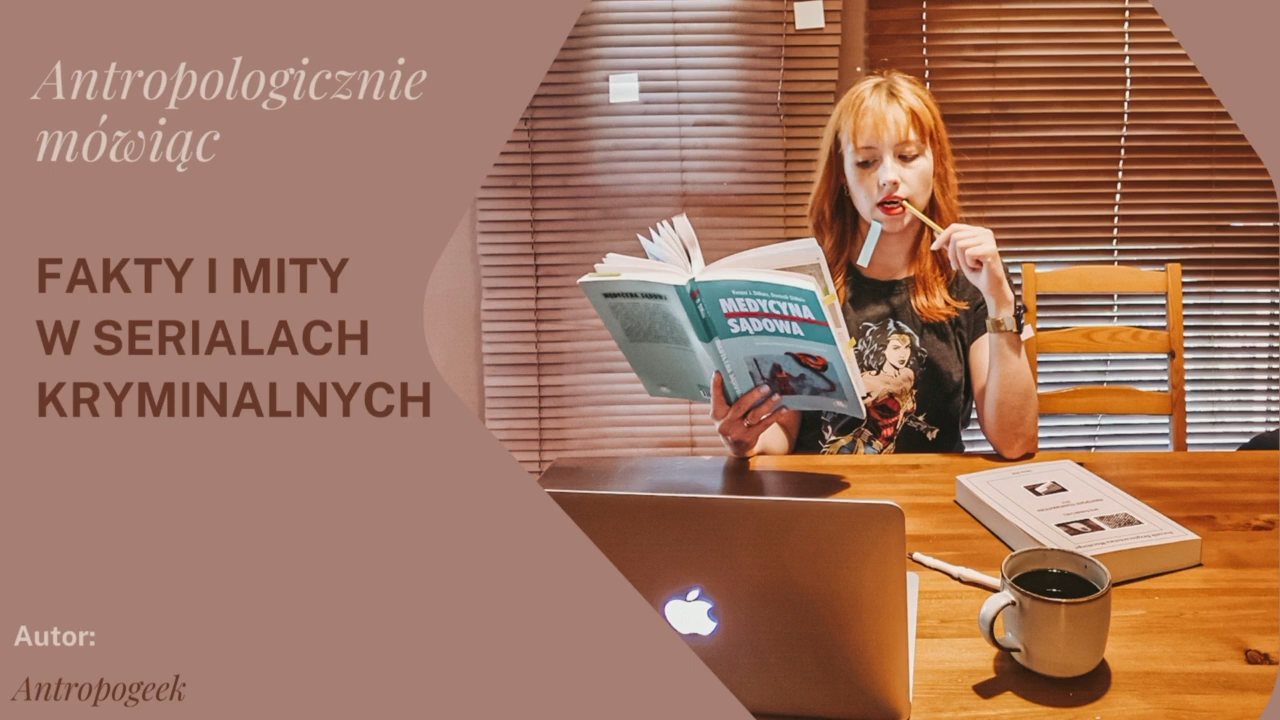 Antropologicznie
mówiąc
FAKTY I MITY
W SERIALACH
KRYMINALNYCH
MEDYCYNA
SĄDOWA
Autor:
Antropogeek